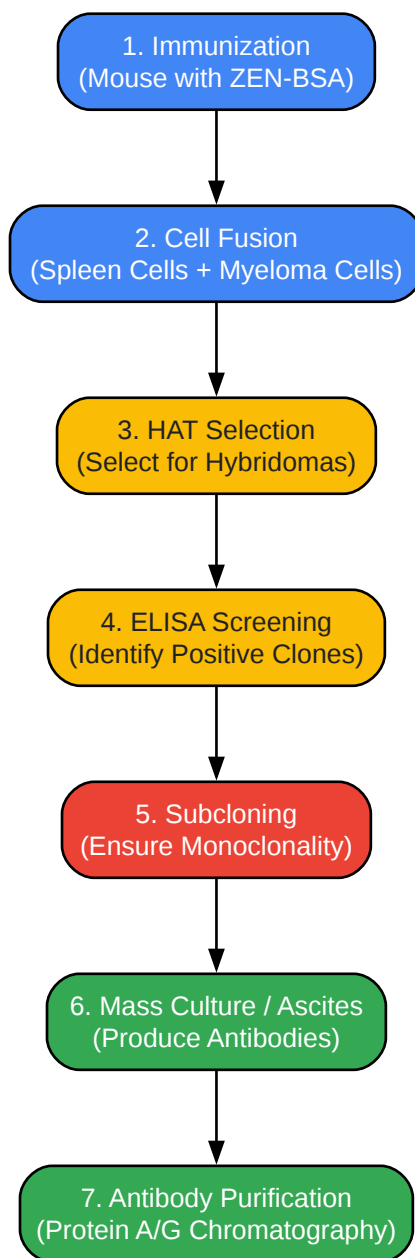 1. Immunization
(Mouse with ZEN-BSA)
2. Cell Fusion
(Spleen Cells + Myeloma Cells)
3. HAT Selection
(Select for Hybridomas)
4. ELISA Screening
(Identify Positive Clones)
5. Subcloning
(Ensure Monoclonality)
6. Mass Culture / Ascites
(Produce Antibodies)
7. Antibody Purification
(Protein A/G Chromatography)